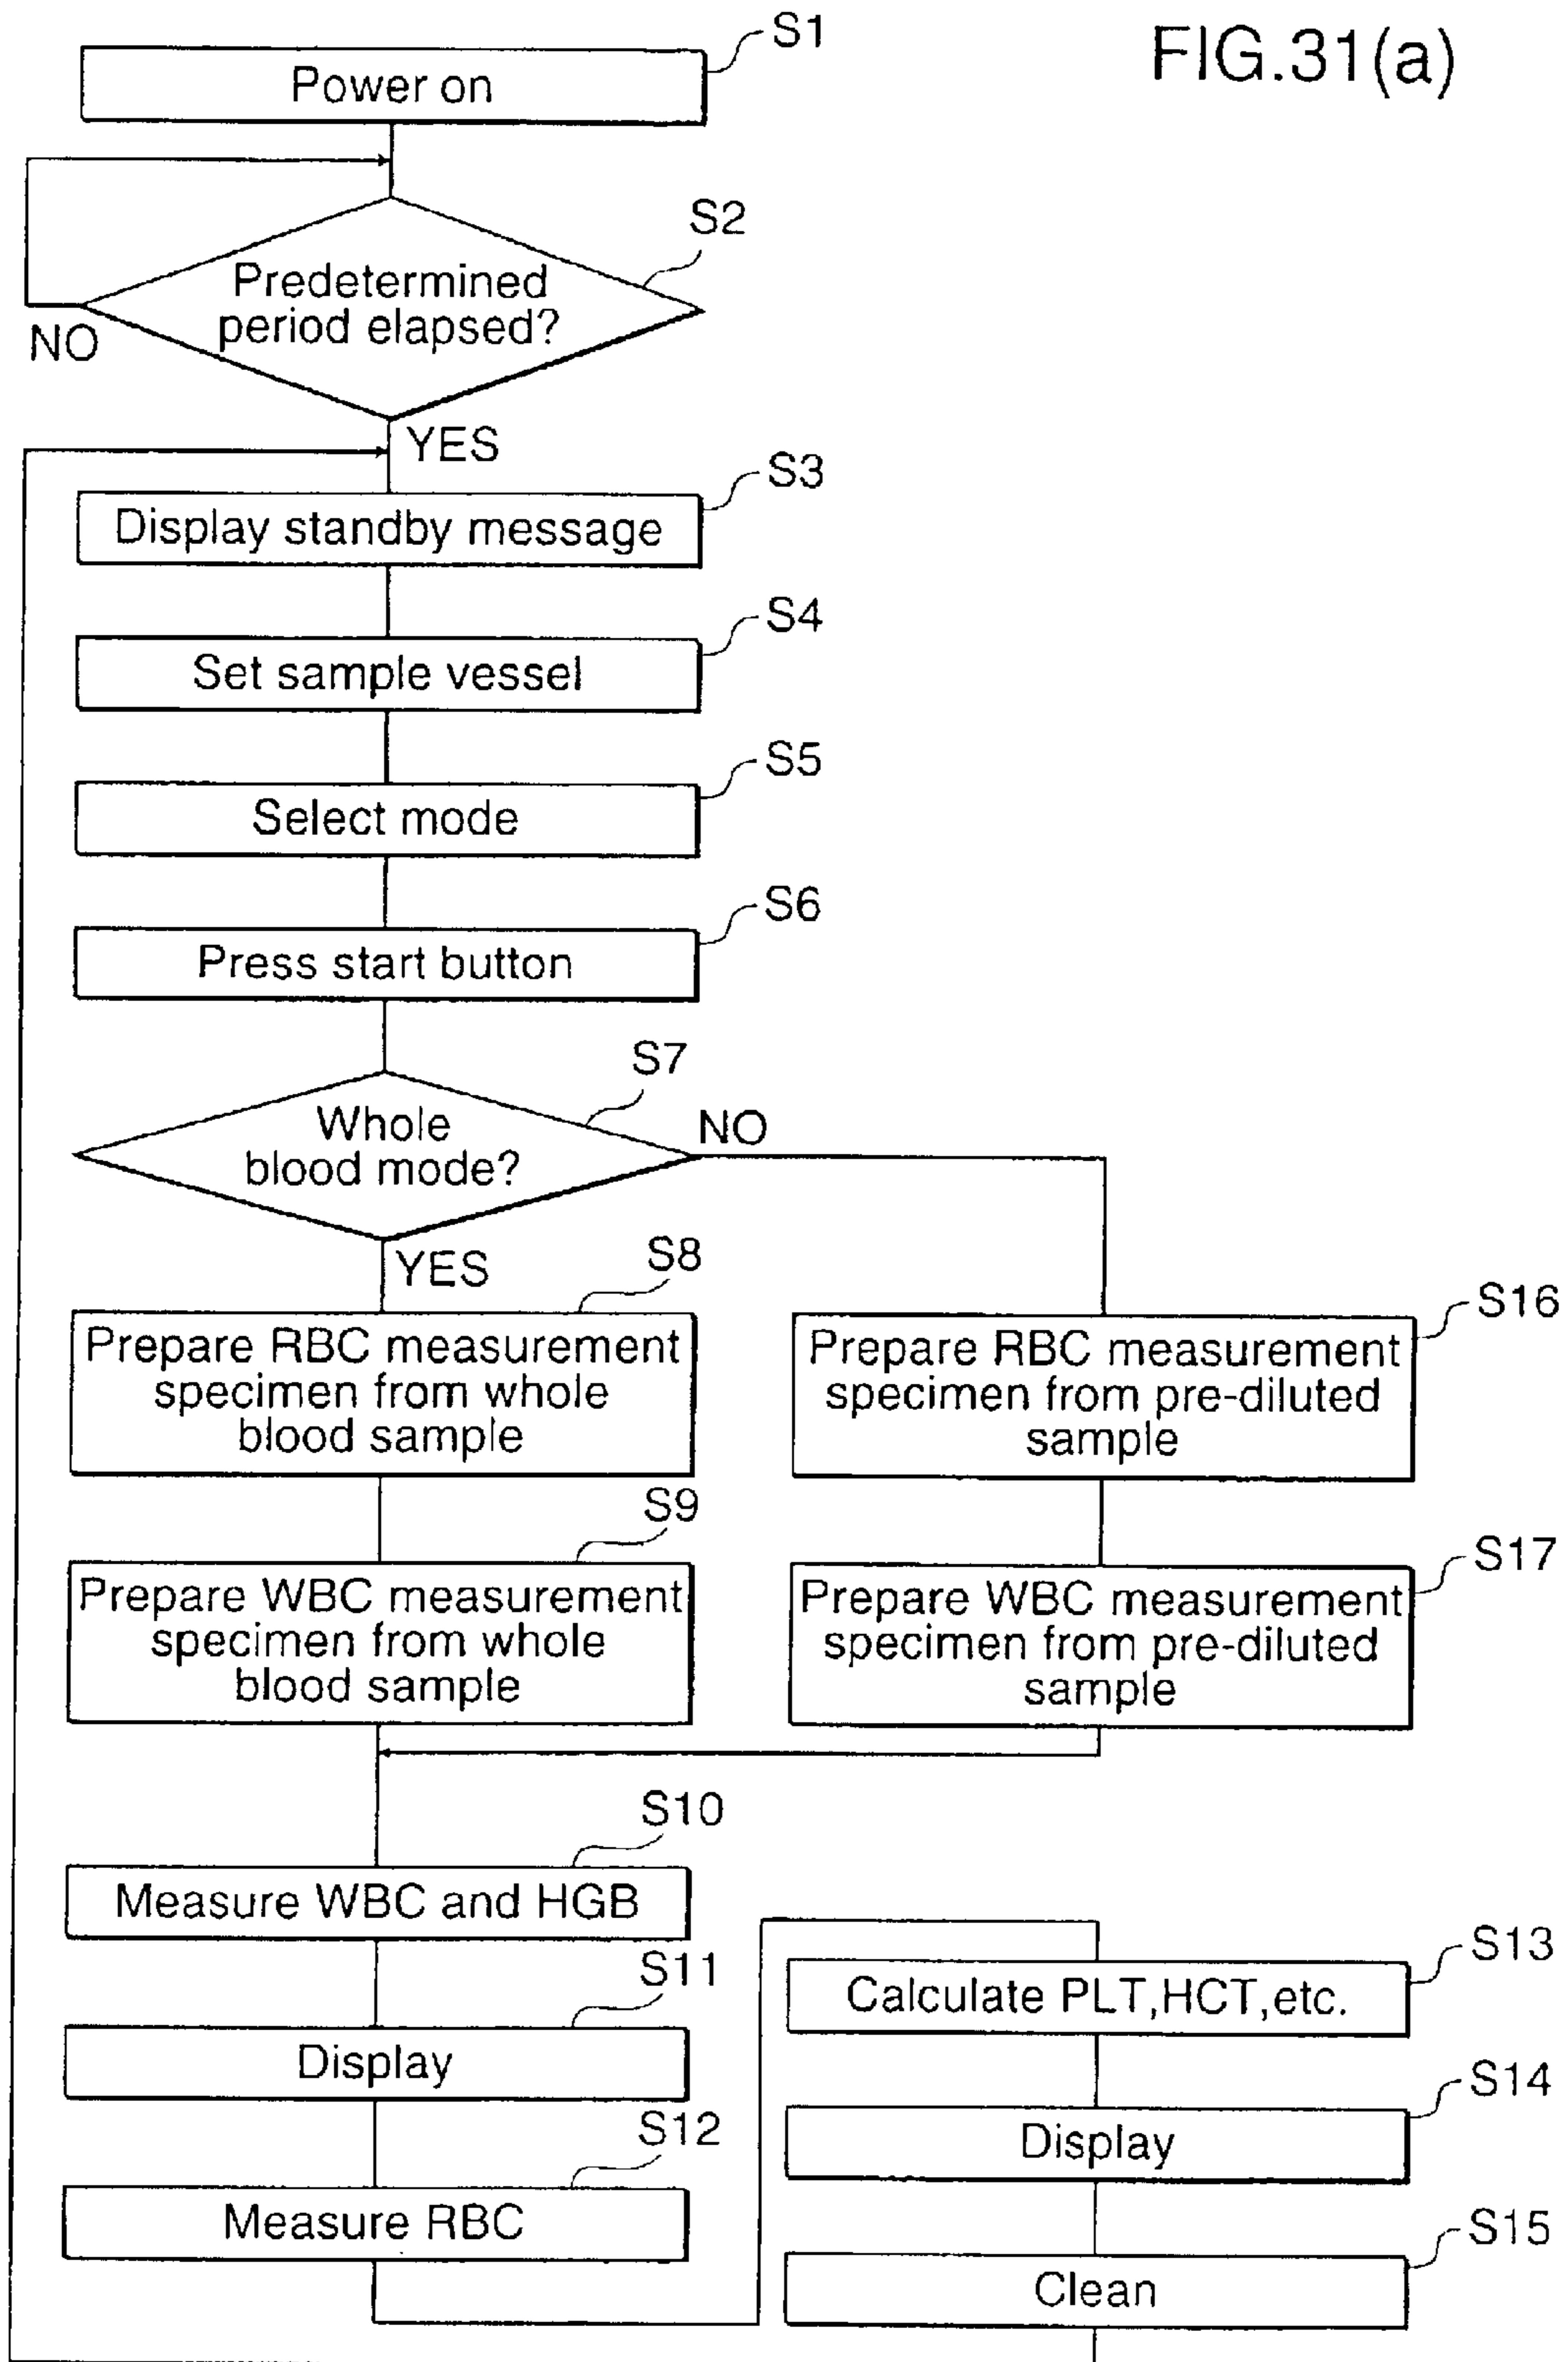 FIG.31(a)
S1
Power on
S2
Predetermined
period elapsed?
NO
YES
S3
Display standby message
S4
Set sample vessel
S5
Select mode
S6
Press start button
S7
Whole
blood mode?
NO
YES
S8
Prepare RBC measurement
specimen from whole
blood sample
S16
Prepare RBC measurement
specimen from pre-diluted
sample
S9
Prepare WBC measurement
specimen from whole
blood sample
S17
Prepare WBC measurement
specimen from pre-diluted
sample
S10
Measure WBC and HGB
S11
Display
S12
Measure RBC
S13
Calculate PLT,HCT,etc.
S14
Display
S15
Clean